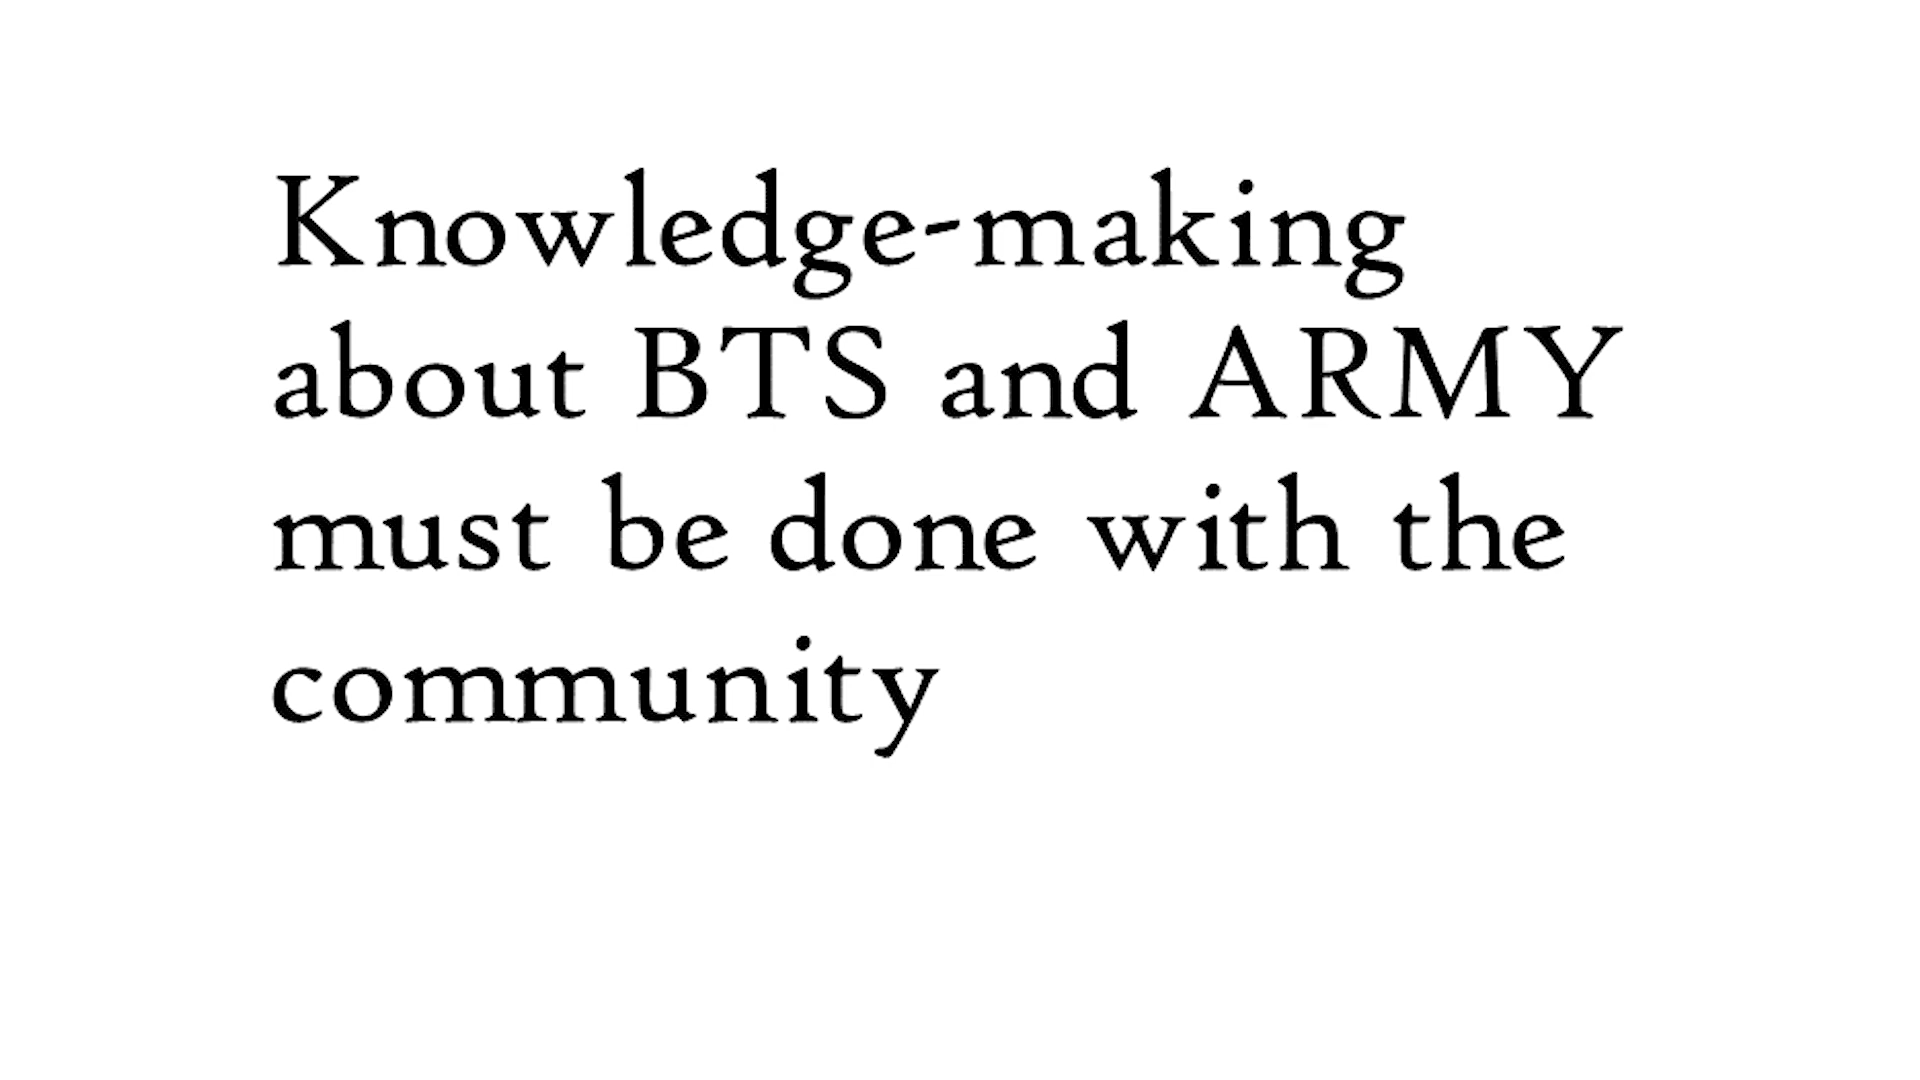 Knowledge-making
about BTS and ARMY
must be done with the
community